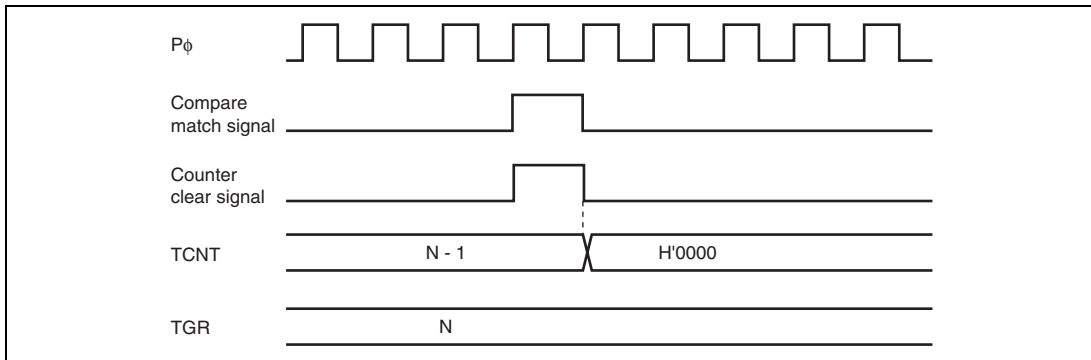 Pϕ
Compare
match signal
Counter
clear signal
TCNT
N - 1
H'0000
TGR
N